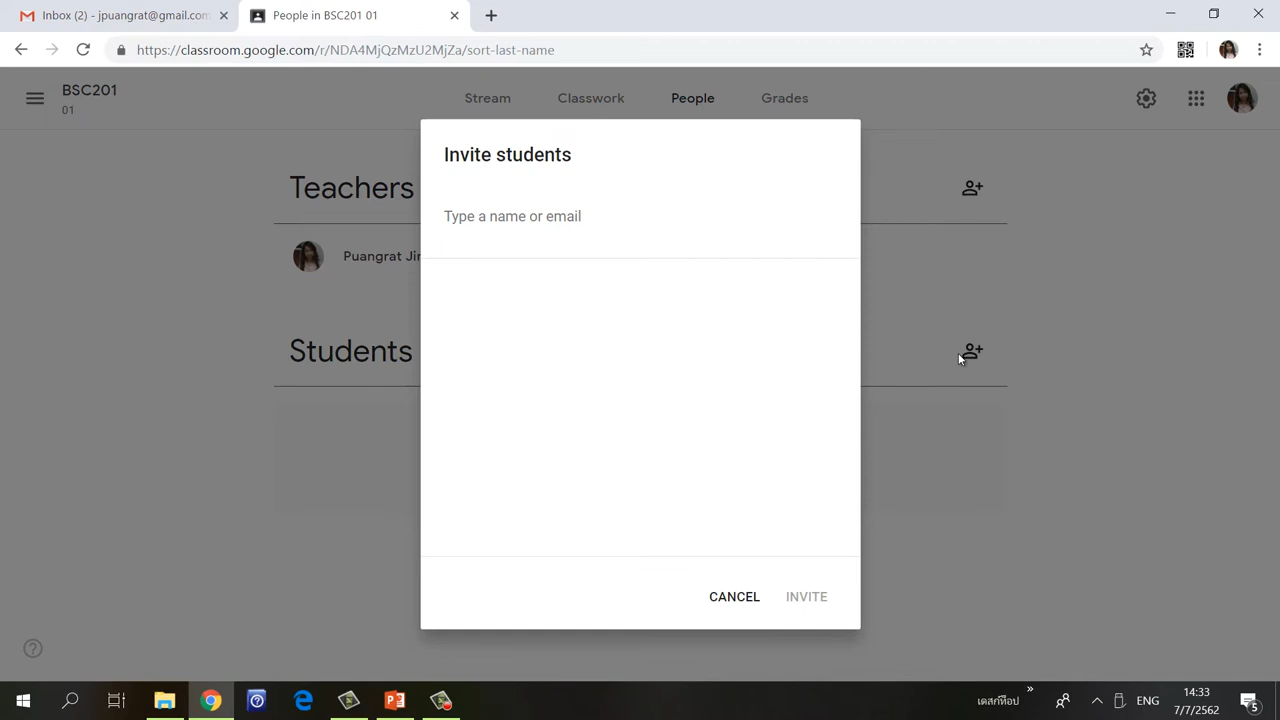 Inbox (2) - jpuangrat@gmail.com
People in BSC201 01
https://classroom.google.com/r/NDA4MjQzMzU2MjZa/sort-last-name
BSC201
01
Stream
Classwork
People
Grades
Invite students
Type a name or email
Teachers
Puangrat Jin
Students
CANCEL
INVITE
เดสก์ท็อป
ENG
14:33
7/7/2562
5